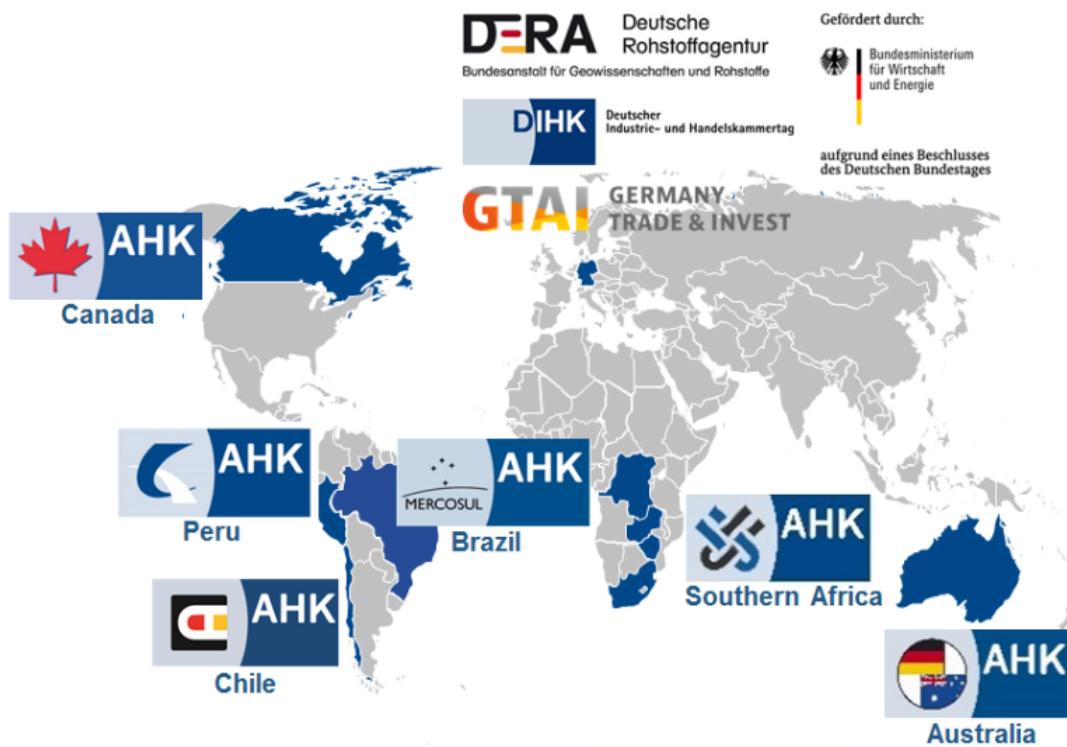 DERA Deutsche
Rohstoffagentur
Bundesanstalt für Geowissenschaften und Rohstoffe
Gefördert durch:
Bundesministerium
für Wirtschaft
und Energie
aufgrund eines Beschlusses
des Deutschen Bundestages
DIHK Deutscher
Industrie- und Handelskammertag
GTAI GERMANY
TRADE & INVEST
AHK
Canada
AHK
Peru
MERCOSUL
AHK
Brazil
AHK
Southern Africa
AHK
Chile
AHK
Australia